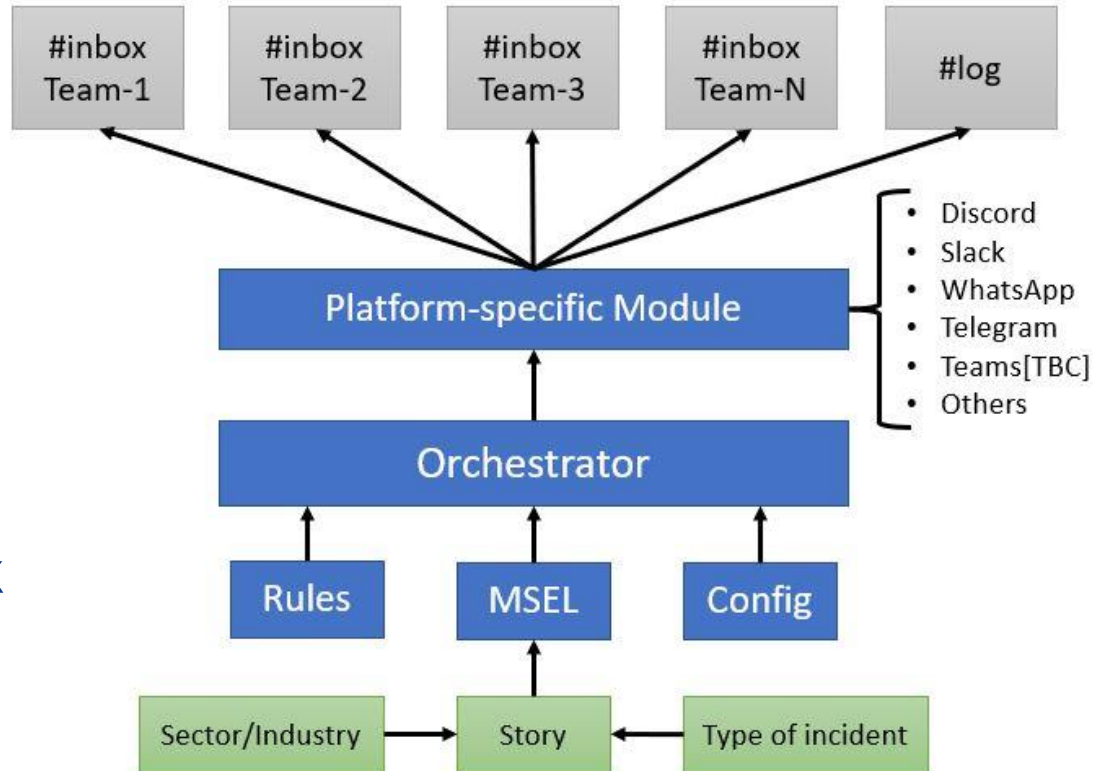 #inbox
Team-1
#inbox
Team-2
#inbox
Team-3
#inbox
Team-N
#log
• Discord
• Slack
• WhatsApp
• Telegram
• Teams[TBC]
• Others
Platform-specific Module
Orchestrator
Rules
MSEL
Config
Sector/Industry
Story
Type of incident